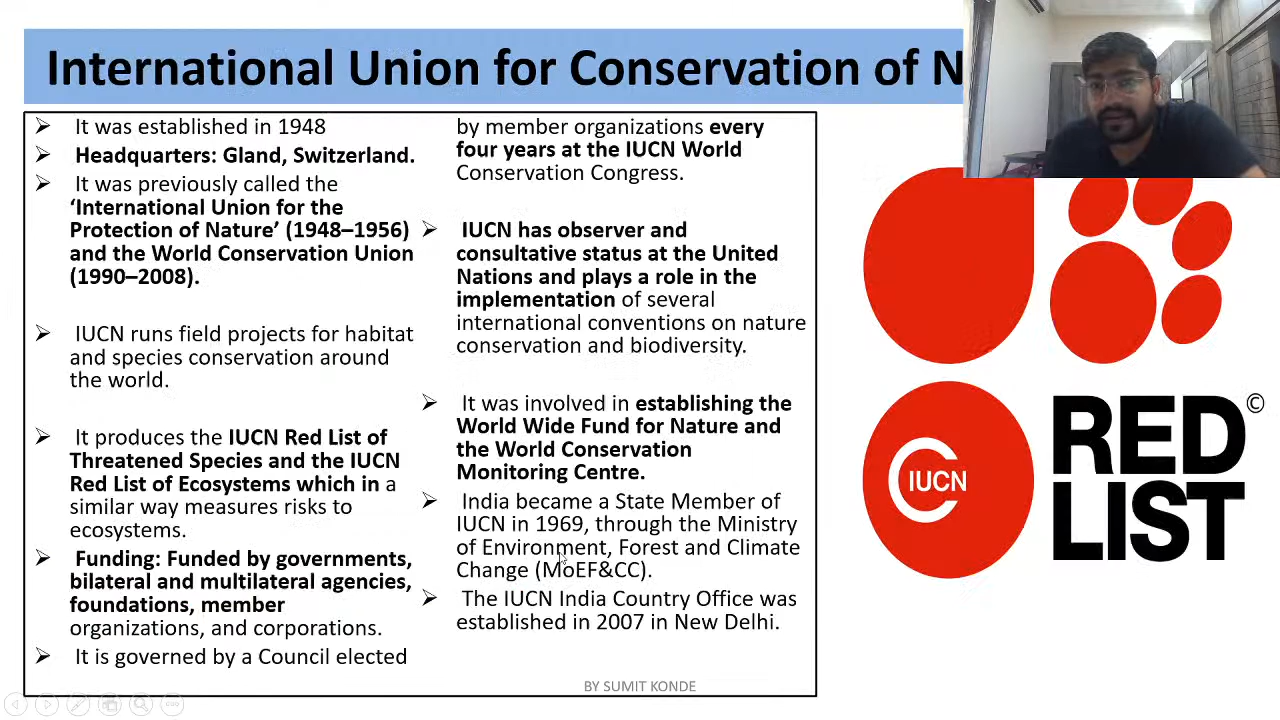 International Union for Conservation of N
➢ It was established in 1948
➢ Headquarters: Gland, Switzerland.
➢ It was previously called the
‘International Union for the
Protection of Nature’ (1948–1956)
and the World Conservation Union
(1990–2008).
➢ IUCN runs field projects for habitat
and species conservation around
the world.
➢ It produces the IUCN Red List of
Threatened Species and the IUCN
Red List of Ecosystems which in a
similar way measures risks to
ecosystems.
➢ Funding: Funded by governments,
bilateral and multilateral agencies,
foundations, member
organizations, and corporations.
➢ It is governed by a Council elected
by member organizations every
four years at the IUCN World
Conservation Congress.
➢ IUCN has observer and
consultative status at the United
Nations and plays a role in the
implementation of several
international conventions on nature
conservation and biodiversity.
➢ It was involved in establishing the
World Wide Fund for Nature and
the World Conservation
Monitoring Centre.
➢ India became a State Member of
IUCN in 1969, through the Ministry
of Environment, Forest and Climate
Change (MoEF&CC).
➢ The IUCN India Country Office was
established in 2007 in New Delhi.
IUCN
RED ©
LIST
BY SUMIT KONDE